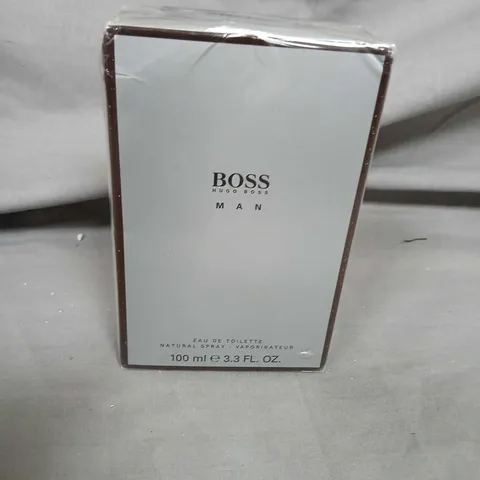 BOSS
HUGO BOSS
MAN
EAU DE TOILETTE
NATURAL SPRAY - VAPORISATEUR
100 ml ℮ 3.3 FL. OZ.